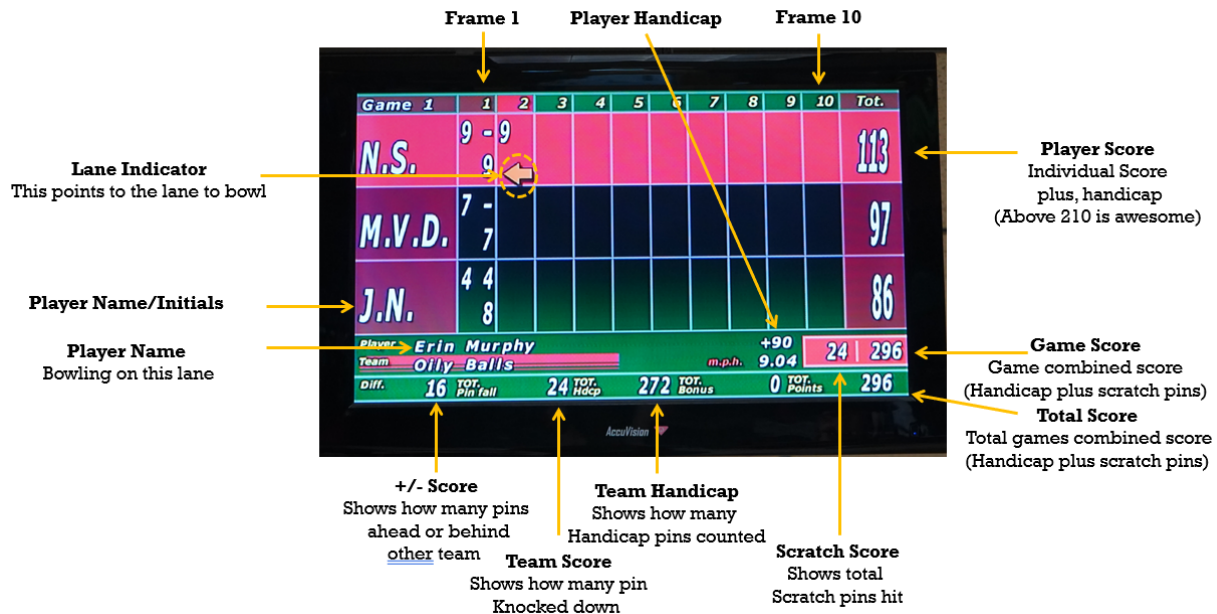 Frame 1
Player Handicap
Frame 10
Game 1 1 2 3 4 5 6 7 8 9 10 Tot.
9 - 9
N.S. 9 113
7 -
M.V.D. 7 97
4 4
J.N. 8 86
Player Erin Murphy +90
Team Oily Balls m.p.h. 9.04 24 | 296
Diff. 16 TOT. Pin fall 24 TOT. Hdcp 272 TOT. Bonus 0 TOT. Points 296
AccuVision
Lane Indicator
This points to the lane to bowl
Player Name/Initials
Player Name
Bowling on this lane
Player Score
Individual Score
plus, handicap
(Above 210 is awesome)
Game Score
Game combined score
(Handicap plus scratch pins)
Total Score
Total games combined score
(Handicap plus scratch pins)
+/- Score
Shows how many pins
ahead or behind
other team
Team Score
Shows how many pin
Knocked down
Team Handicap
Shows how many
Handicap pins counted
Scratch Score
Shows total
Scratch pins hit